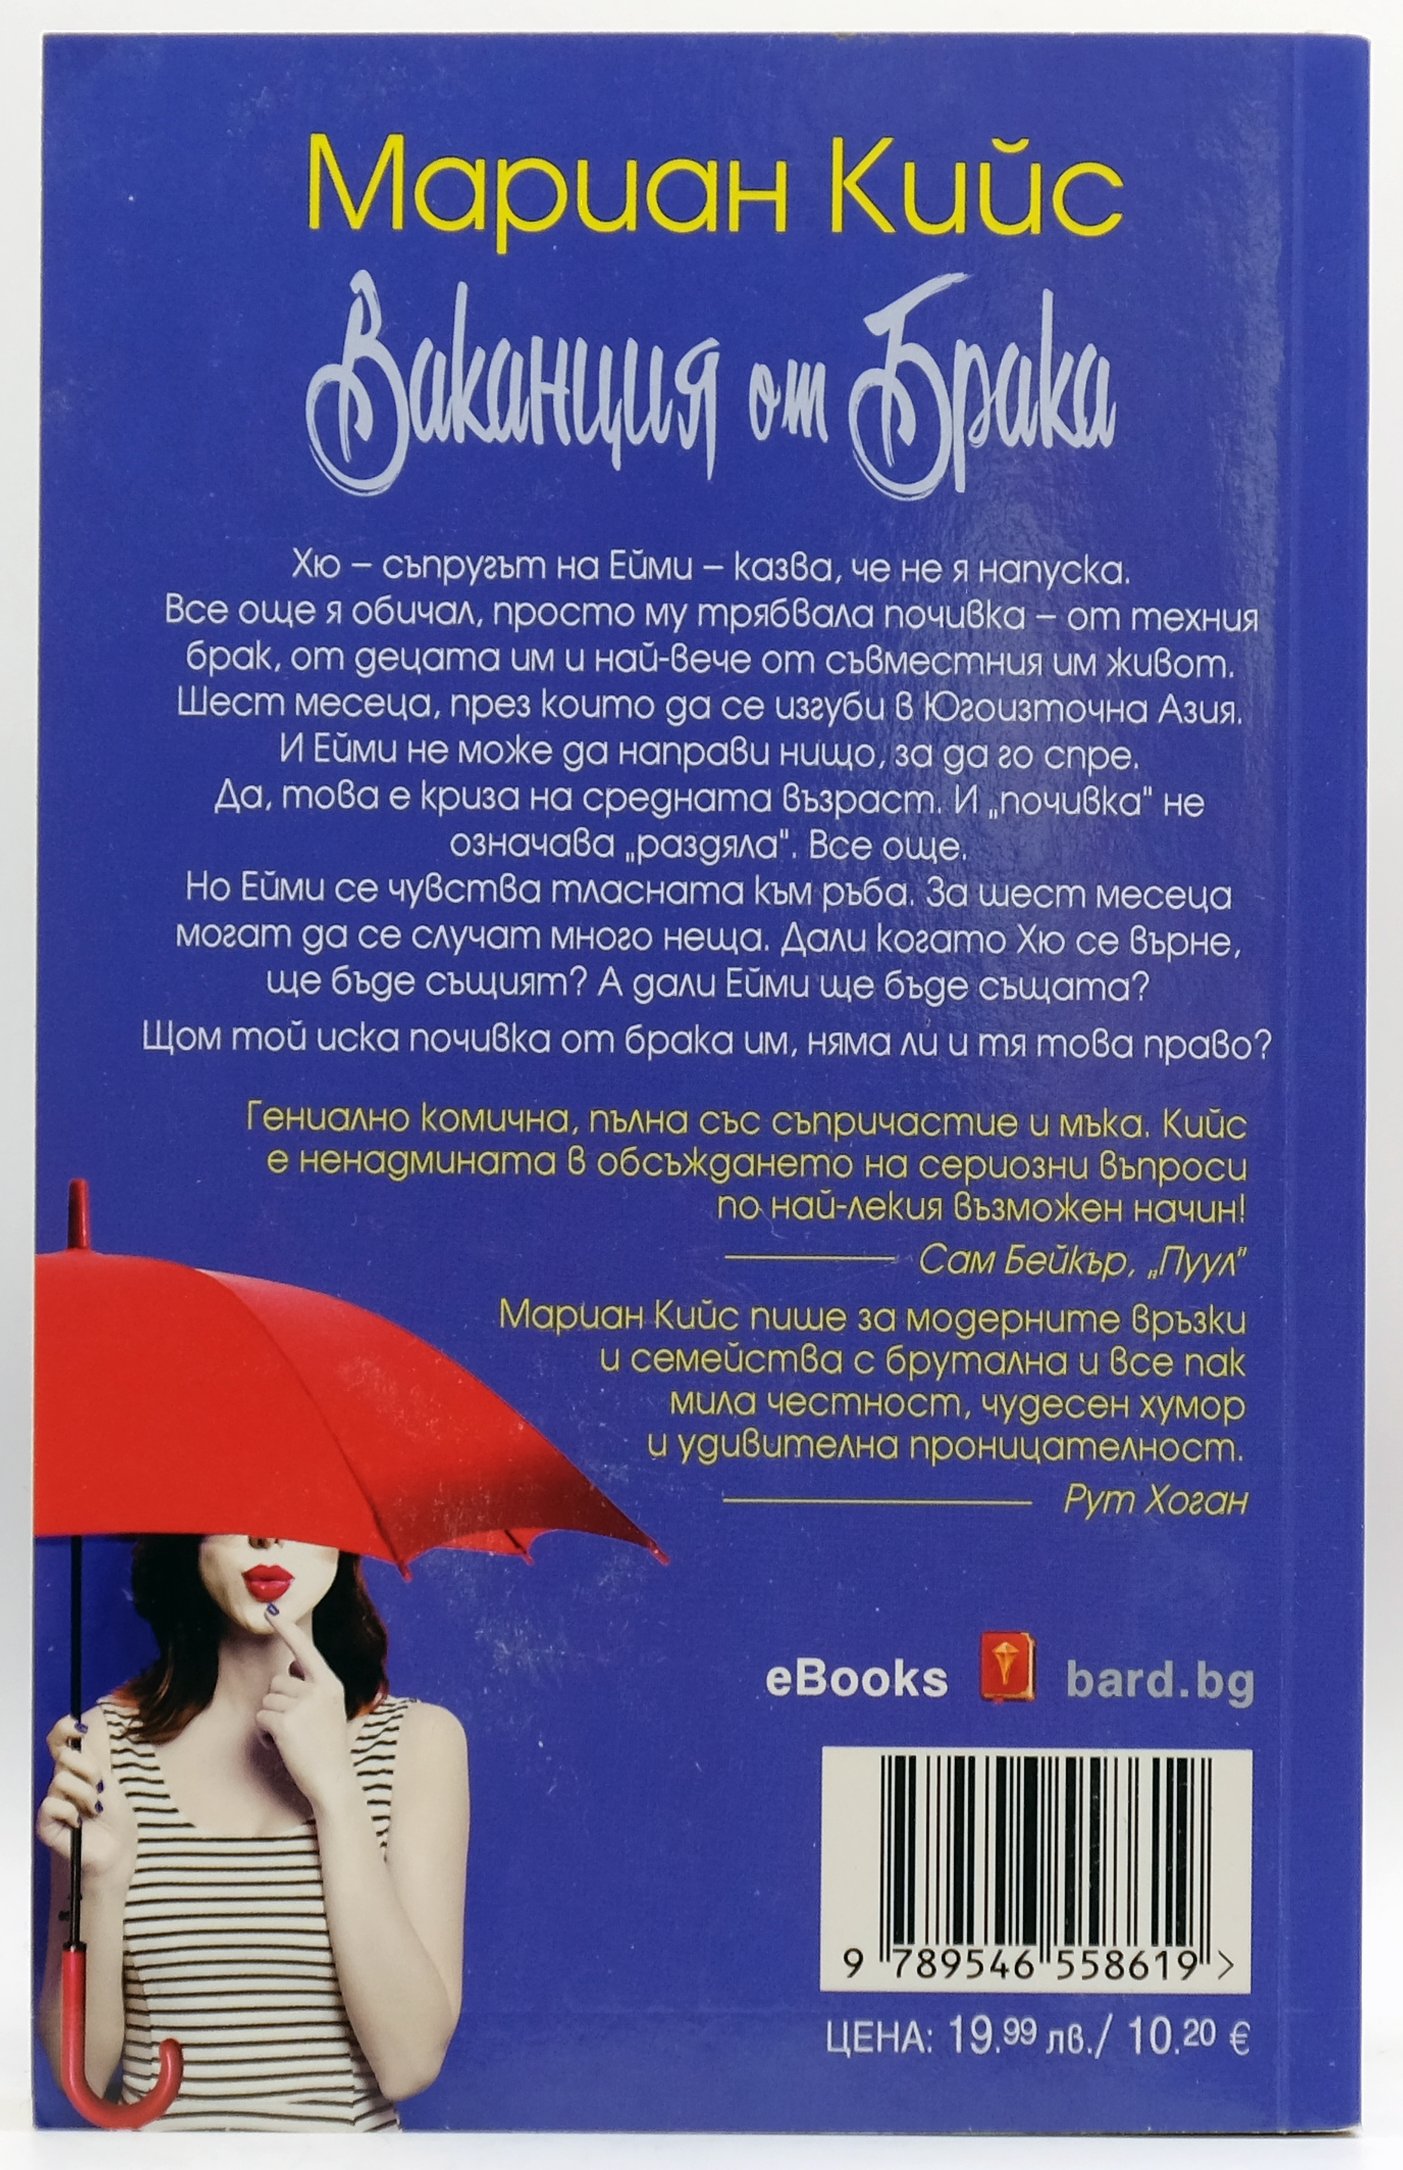 Мариан Кийс
Ваканция от Брака
Хю – съпругът на Ейми – казва, че не я напуска.
Все още я обичал, просто му трябвала почивка – от техния
брак, от децата им и най-вече от съвместния им живот.
Шест месеца, през които да се изгуби в Югоизточна Азия.
И Ейми не може да направи нищо, за да го спре.
Да, това е криза на средната възраст. И „почивка" не
означава „раздяла". Все още.
Но Ейми се чувства тласната към ръба. За шест месеца
могат да се случат много неща. Дали когато Хю се върне,
ще бъде същият? А дали Ейми ще бъде същата?
Щом той иска почивка от брака им, няма ли и тя това право?
Гениално комична, пълна със съпричастие и мъка. Кийс
е ненадмината в обсъждането на сериозни въпроси
по най-лекия възможен начин!
Сам Бейкър, „Пуул"
Мариан Кийс пише за модерните връзки
и семейства с брутална и все пак
мила честност, чудесен хумор
и удивителна проницателност.
Рут Хоган
eBooks bard.bg
9 789546 558619 >
ЦЕНА: 19.99 лв./ 10.20 €